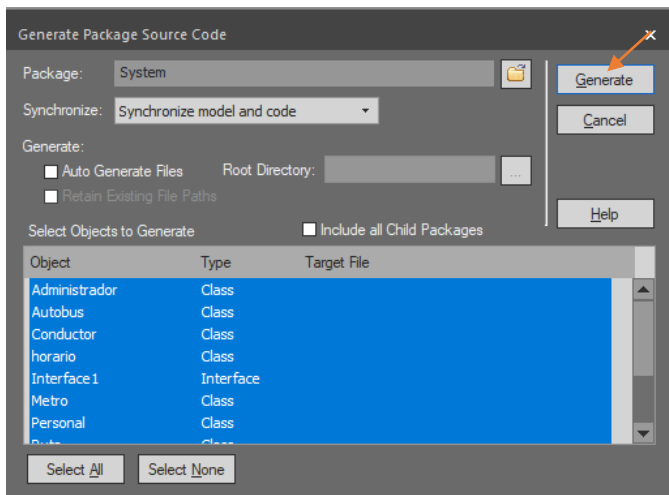 Generate Package Source Code
Package: System
Generate
Synchronize: Synchronize model and code
Cancel
Generate:
Auto Generate Files Root Directory: ...
Retain Existing File Paths
Help
Select Objects to Generate Include all Child Packages
Object Type Target File
Administrador Class
Autobus Class
Conductor Class
horario Class
Interface1 Interface
Metro Class
Personal Class
Class
Select All Select None